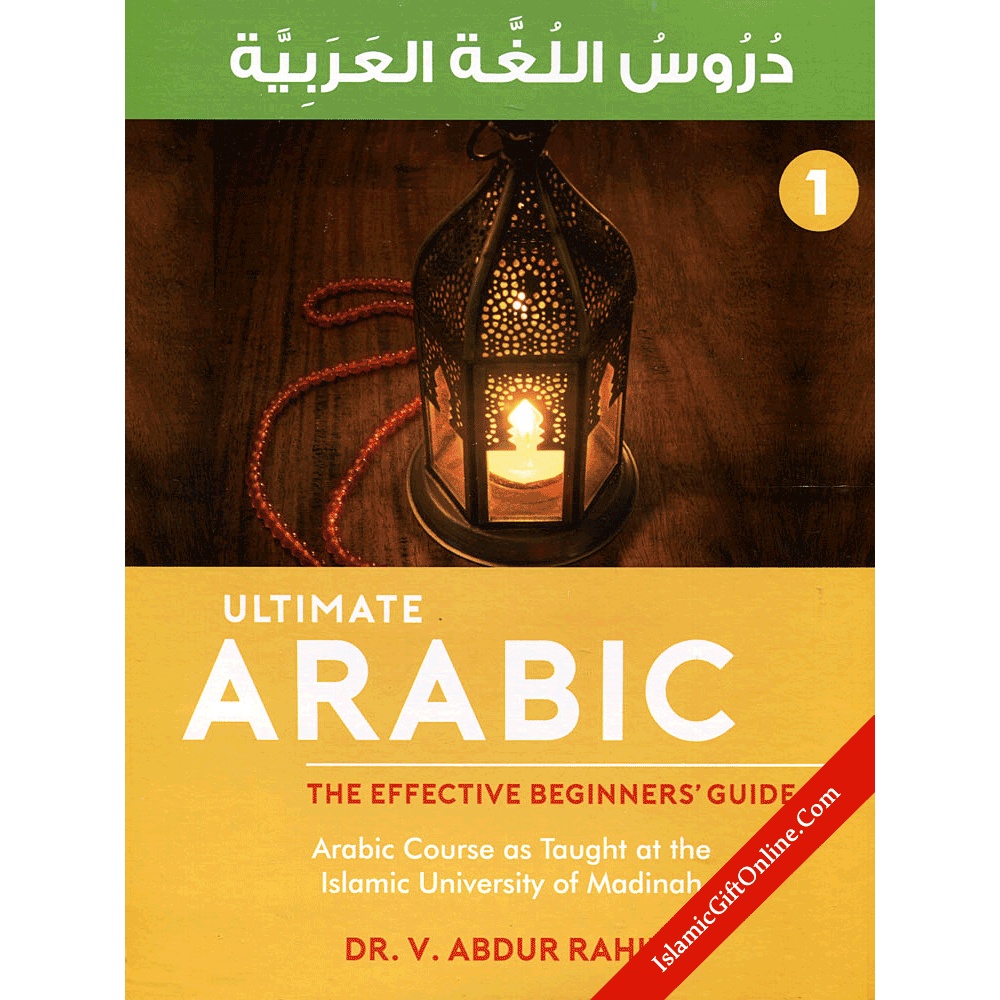 دُرُوسُ اللُغَّة العَرَبِيَّة
1
ULTIMATE
ARABIC
THE EFFECTIVE BEGINNERS' GUIDE
Arabic Course as Taught at the
Islamic University of Madinah
DR. V. ABDUR
IslamicGiftOnline.Com